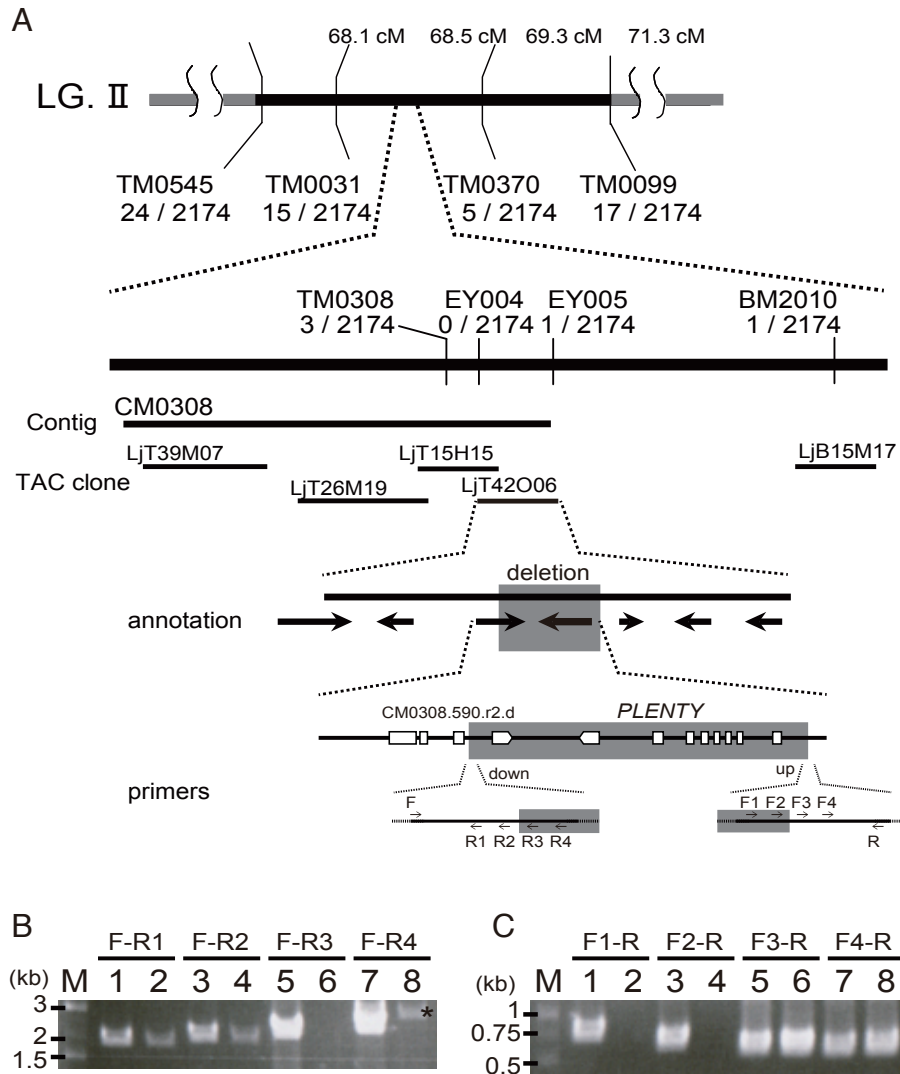 A
68.1 cM 68.5 cM 69.3 cM 71.3 cM
LG. Ⅱ
TM0545 TM0031 TM0370 TM0099
24 / 2174 15 / 2174 5 / 2174 17 / 2174
TM0308 EY004 EY005 BM2010
3 / 2174 0 / 2174 1 / 2174 1 / 2174
CM0308
Contig
LjT39M07 LjT15H15 LjB15M17
TAC clone
LjT26M19 LjT42O06
deletion
annotation
CM0308.590.r2.d PLENTY
down up
primers
F F1 F2 F3 F4
R1 R2 R3 R4 R
B
F-R1 F-R2 F-R3 F-R4
(kb) M 1 2 3 4 5 6 7 8
3
*
2
1.5
C
F1-R F2-R F3-R F4-R
(kb) M 1 2 3 4 5 6 7 8
1
0.75
0.5